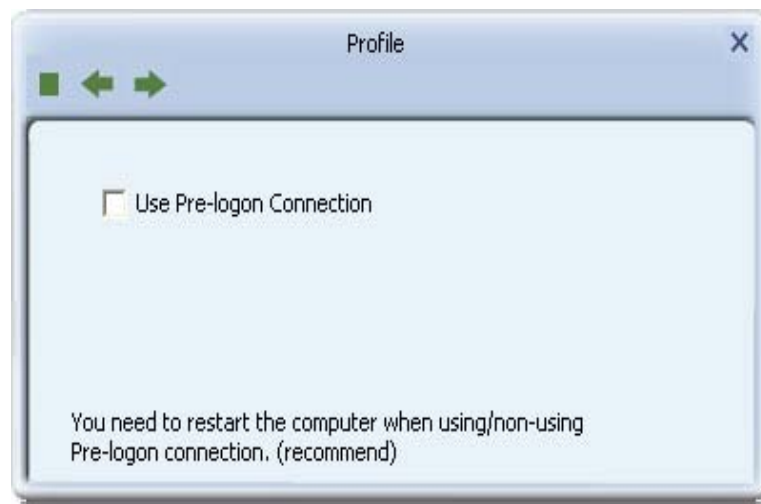 Profile
Use Pre-logon Connection
You need to restart the computer when using/non-using
Pre-logon connection. (recommend)